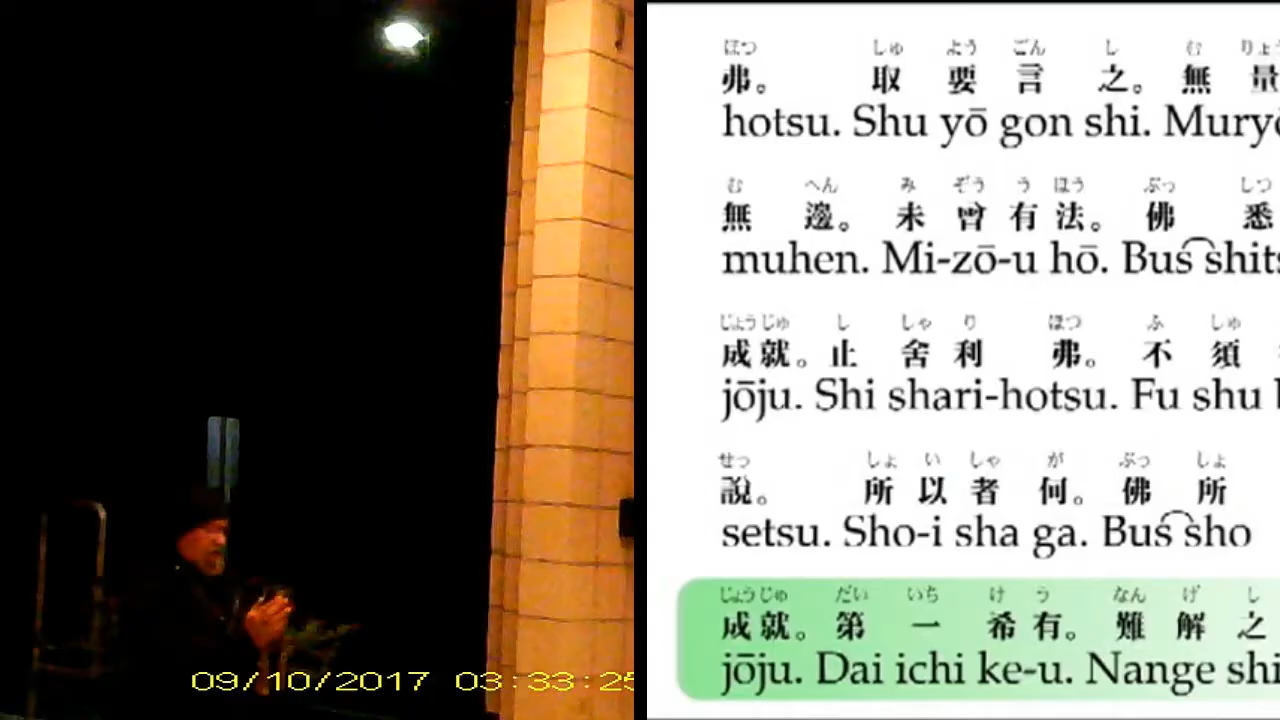 09/10/2017 03:33:25
ほつ しゅ よう ごん し む りょう
弗。 取 要 言 之。 無 量
hotsu. Shu yō gon shi. Muryō
む へん み ぞう う ほう ぶっ しつ
無 邊。 未 曾 有 法。 佛 悉
muhen. Mi-zō-u hō. Bus shits
じょう じゅ し しゃ り ほつ ふ しゅ
成 就。 止 舍 利 弗。 不 須
jōju. Shi shari-hotsu. Fu shu
せっ しょ い しゃ が ぶっ しょ
說。 所 以 者 何。 佛 所
setsu. Sho-i sha ga. Bus sho
じょう じゅ だい いち け う なん げ し
成 就。 第 一 希 有。 難 解 之
jōju. Dai ichi ke-u. Nange shi